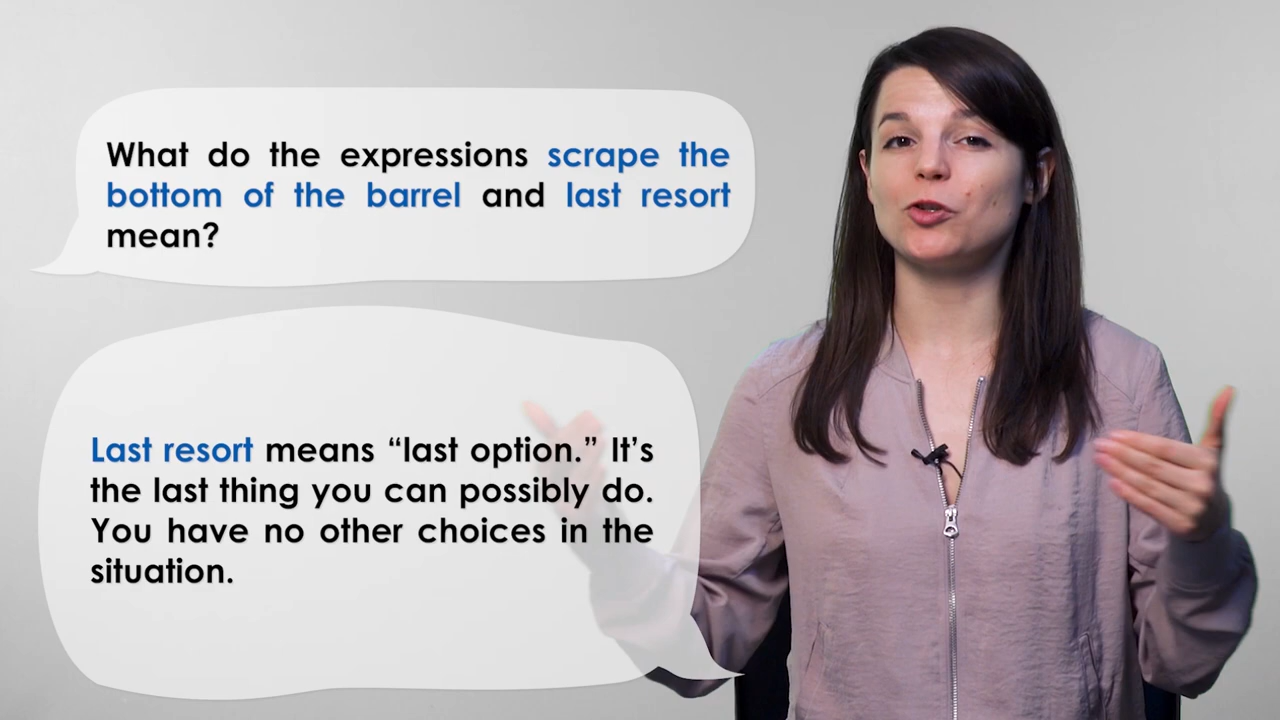 What do the expressions scrape the
bottom of the barrel and last resort
mean?
Last resort means “last option.” It’s
the last thing you can possibly do.
You have no other choices in the
situation.